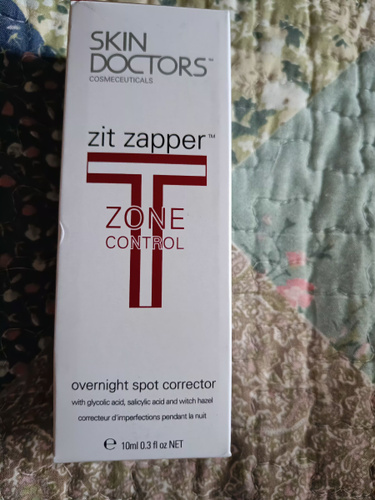 SKIN
DOCTORS™
COSMECEUTICALS
zit zapper™
ZONE
CONTROL
overnight spot corrector
with glycolic acid, salicylic acid and witch hazel
correcteur d'imperfections pendant la nuit
℮ 10ml 0.3 fl oz NET